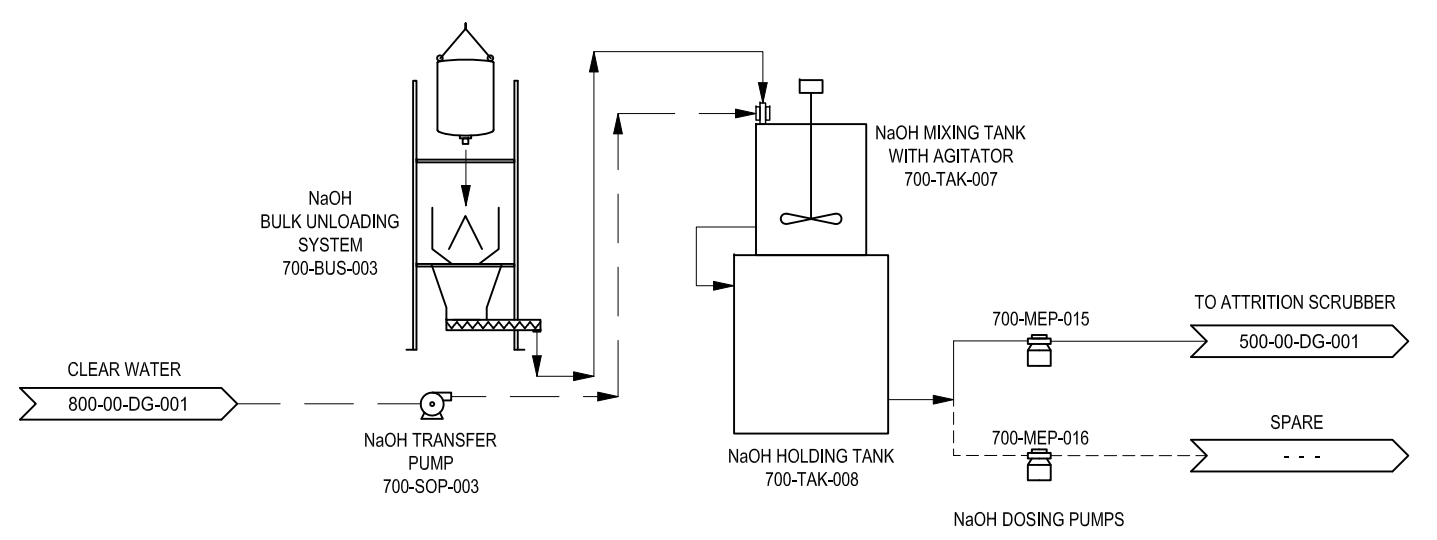 NaOH
BULK UNLOADING
SYSTEM
700-BUS-003
NaOH MIXING TANK
WITH AGITATOR
700-TAK-007
CLEAR WATER
800-00-DG-001
NaOH TRANSFER
PUMP
700-SOP-003
NaOH HOLDING TANK
700-TAK-008
700-MEP-015
TO ATTRITION SCRUBBER
500-00-DG-001
700-MEP-016
SPARE
- - -
NaOH DOSING PUMPS